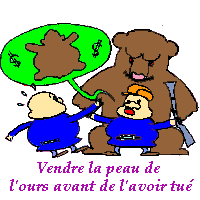 $ $
Vendre la peau de
l'ours avant de l'avoir tué